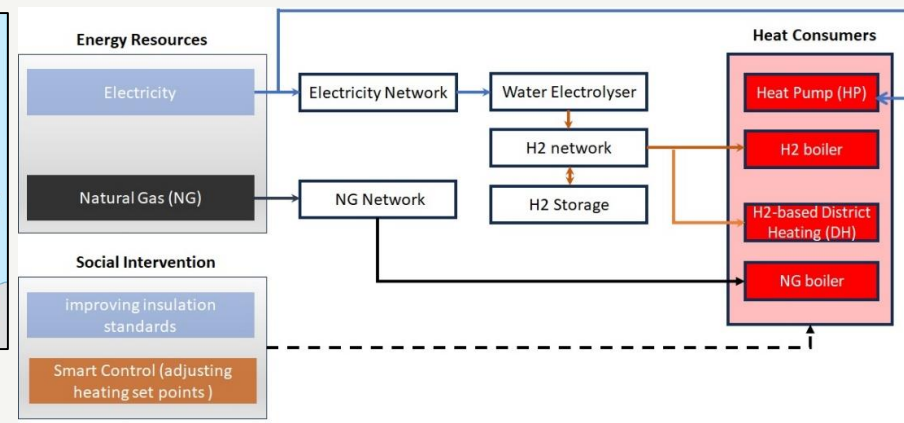 Energy Resources
Electricity
Natural Gas (NG)
Social Intervention
improving insulation
standards
Smart Control (adjusting
heating set points )
Electricity Network
NG Network
Water Electrolyser
H2 network
H2 Storage
Heat Consumers
Heat Pump (HP)
H2 boiler
H2-based District
Heating (DH)
NG boiler